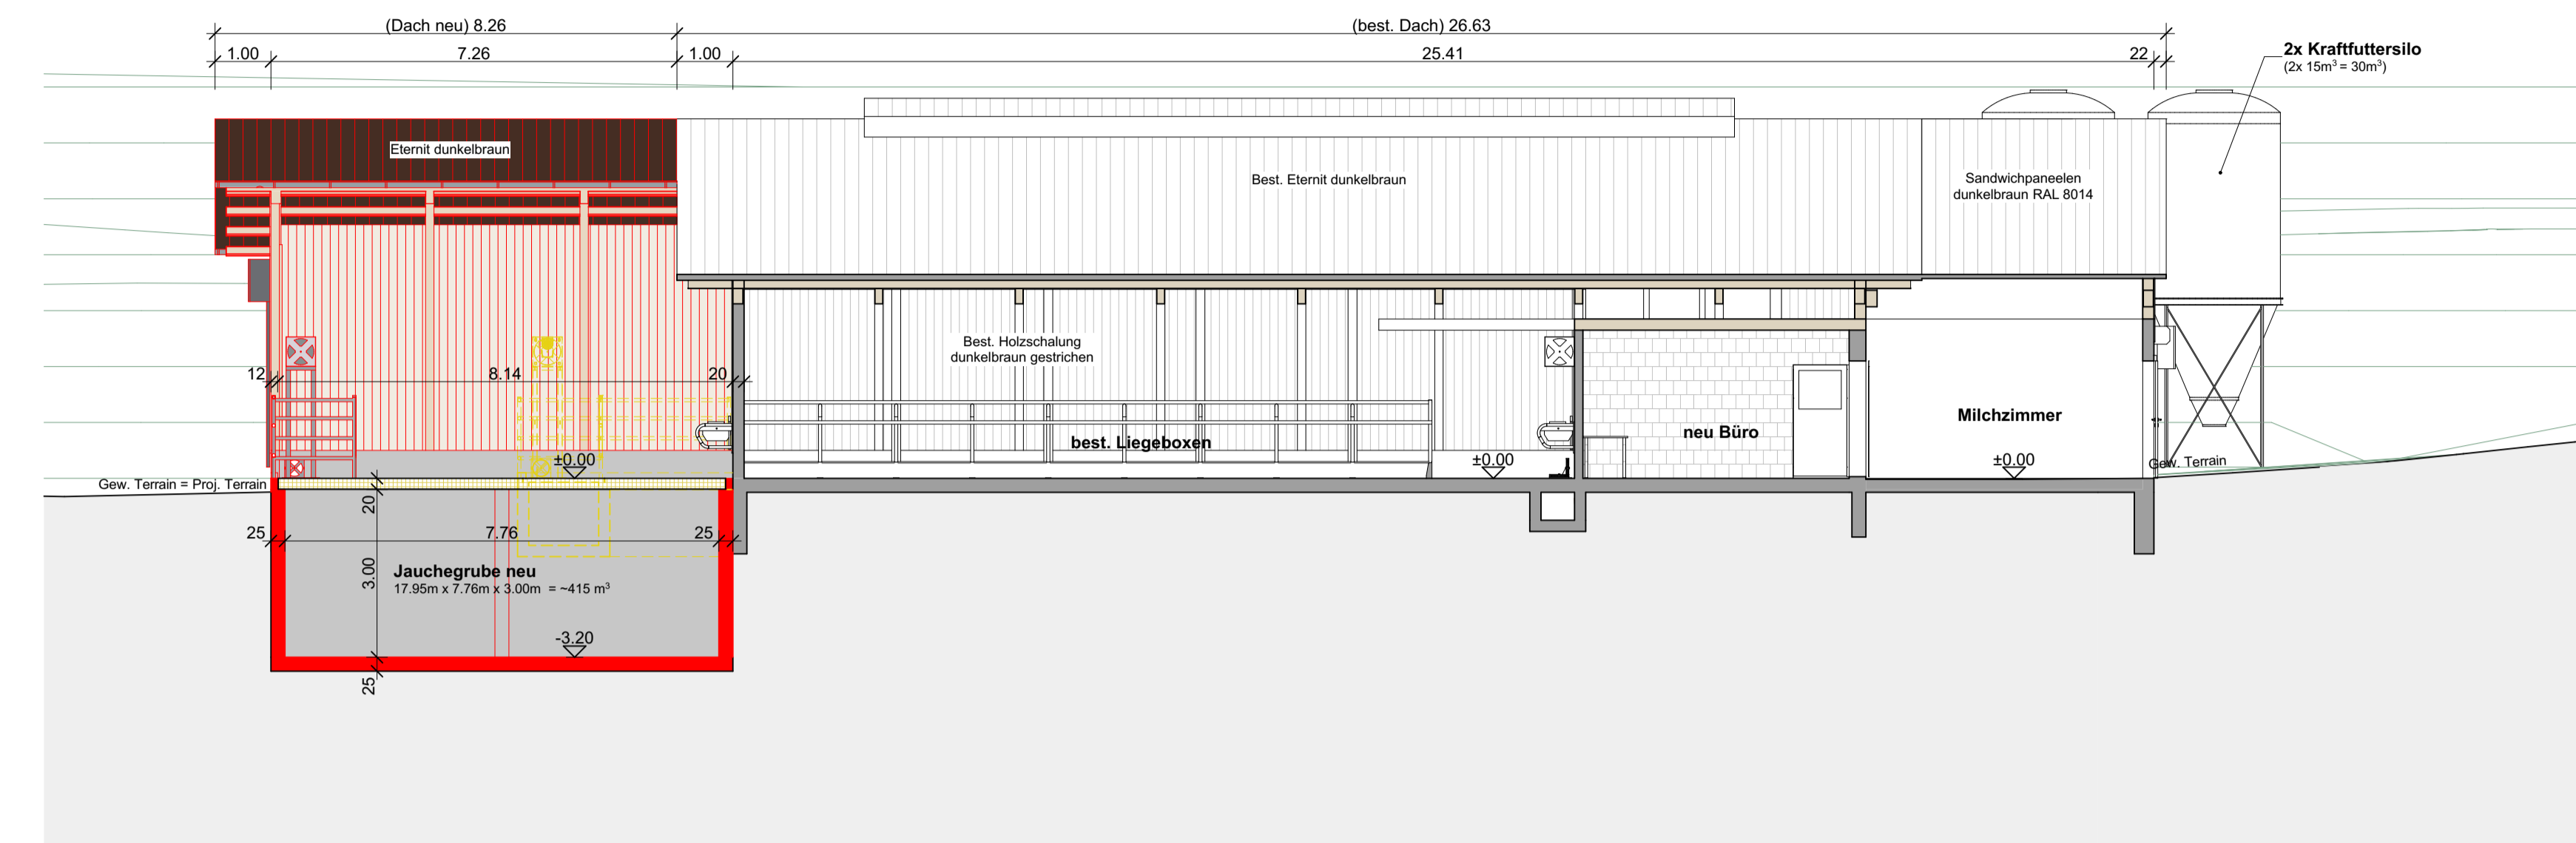 (Dach neu) 8.26
(best. Dach) 26.63
1.00
7.26
1.00
25.41
22
2x Kraftfuttersilo
(2x 15m³ = 30m³)
Eternit dunkelbraun
Best. Eternit dunkelbraun
Sandwichpaneelen
dunkelbraun RAL 8014
Best. Holzschalung
dunkelbraun gestrichen
12
8.14
20
best. Liegeboxen
neu Büro
Milchzimmer
±0.00
±0.00
±0.00
Gew. Terrain
Gew. Terrain = Proj. Terrain
20
25
7.76
25
3.00
Jauchegrube neu
17.95m x 7.76m x 3.00m = ~415 m³
-3.20
25